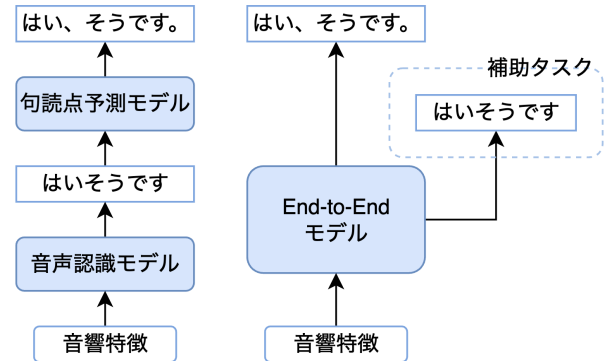 はい、そうです。
句読点予測モデル
はいそうです
音声認識モデル
音響特徴
はい、そうです。
補助タスク
はいそうです
End-to-End
モデル
音響特徴